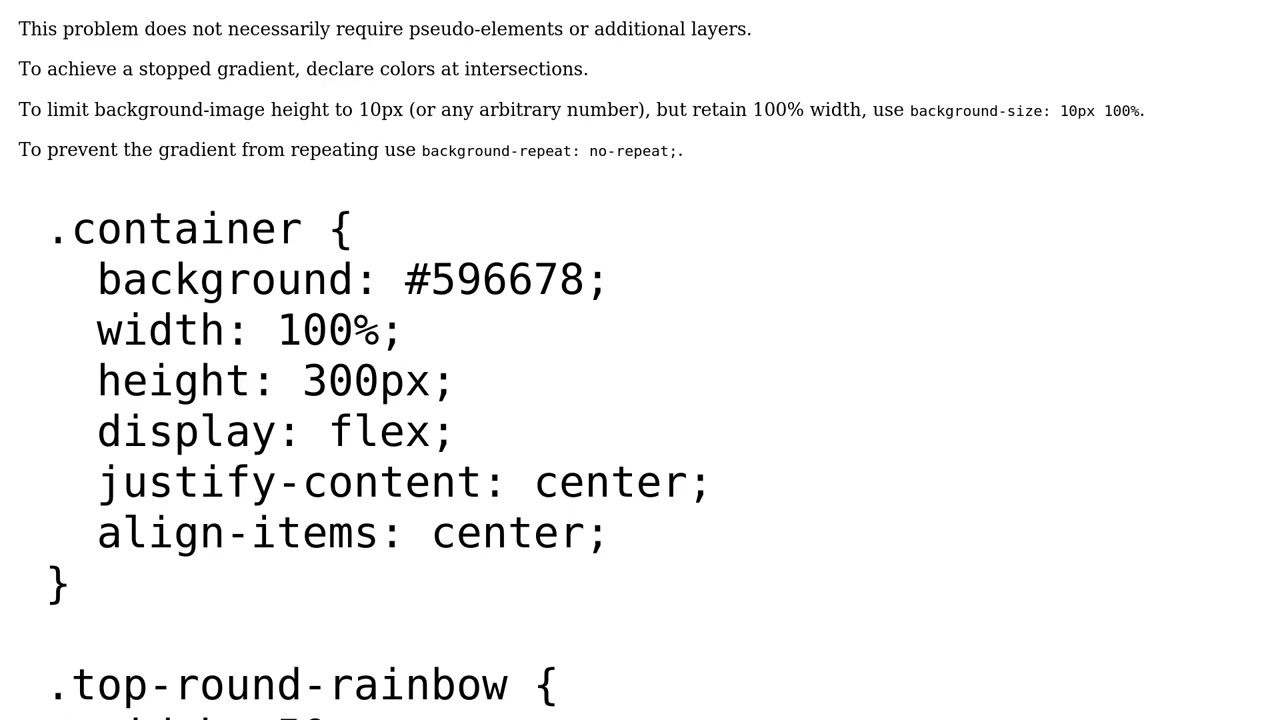 This problem does not necessarily require pseudo-elements or additional layers.
To achieve a stopped gradient, declare colors at intersections.
To limit background-image height to 10px (or any arbitrary number), but retain 100% width, use background-size: 10px 100%.
To prevent the gradient from repeating use background-repeat: no-repeat;.
.container {
  background: #596678;
  width: 100%;
  height: 300px;
  display: flex;
  justify-content: center;
  align-items: center;
}
.top-round-rainbow {